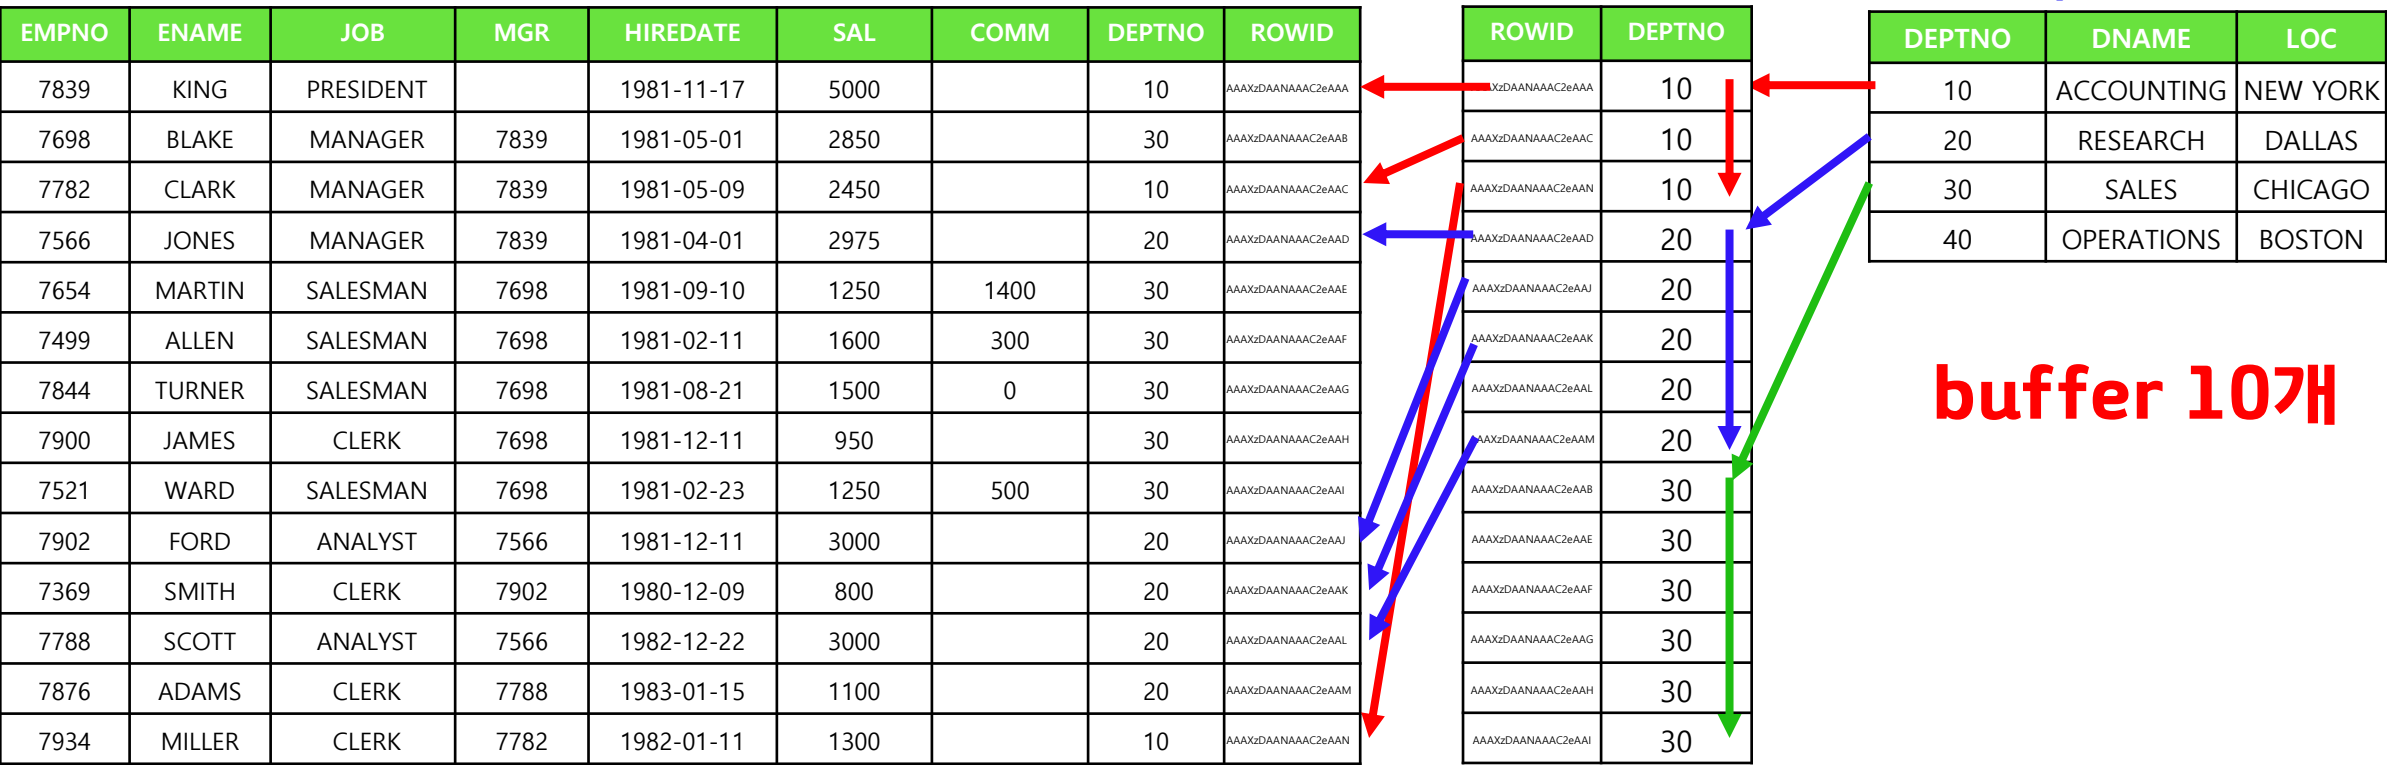 EMPNO ENAME JOB MGR HIREDATE SAL COMM DEPTNO ROWID
7839 KING PRESIDENT 1981-11-17 5000 10 AAAXzDAANAAAC2eAAA
7698 BLAKE MANAGER 7839 1981-05-01 2850 30 AAAXzDAANAAAC2eAAB
7782 CLARK MANAGER 7839 1981-05-09 2450 10 AAAXzDAANAAAC2eAAC
7566 JONES MANAGER 7839 1981-04-01 2975 20 AAAXzDAANAAAC2eAAD
7654 MARTIN SALESMAN 7698 1981-09-10 1250 1400 30 AAAXzDAANAAAC2eAAE
7499 ALLEN SALESMAN 7698 1981-02-11 1600 300 30 AAAXzDAANAAAC2eAAF
7844 TURNER SALESMAN 7698 1981-08-21 1500 0 30 AAAXzDAANAAAC2eAAG
7900 JAMES CLERK 7698 1981-12-11 950 30 AAAXzDAANAAAC2eAAH
7521 WARD SALESMAN 7698 1981-02-23 1250 500 30 AAAXzDAANAAAC2eAAI
7902 FORD ANALYST 7566 1981-12-11 3000 20 AAAXzDAANAAAC2eAAJ
7369 SMITH CLERK 7902 1980-12-09 800 20 AAAXzDAANAAAC2eAAK
7788 SCOTT ANALYST 7566 1982-12-22 3000 20 AAAXzDAANAAAC2eAAL
7876 ADAMS CLERK 7788 1983-01-15 1100 20 AAAXzDAANAAAC2eAAM
7934 MILLER CLERK 7782 1982-01-11 1300 10 AAAXzDAANAAAC2eAAN
ROWID DEPTNO
XzDAANAAAC2eAAA 10
AAAXzDAANAAAC2eAAC 10
AAAXzDAANAAAC2eAAN 10
AAAXzDAANAAAC2eAAD 20
AAAXzDAANAAAC2eAAJ 20
AAAXzDAANAAAC2eAAK 20
AAAXzDAANAAAC2eAAL 20
AAXzDAANAAAC2eAAM 20
AAAXzDAANAAAC2eAAB 30
AAAXzDAANAAAC2eAAE 30
AAAXzDAANAAAC2eAAF 30
AAAXzDAANAAAC2eAAG 30
AAAXzDAANAAAC2eAAH 30
AAAXzDAANAAAC2eAAI 30
DEPTNO DNAME LOC
10 ACCOUNTING NEW YORK
20 RESEARCH DALLAS
30 SALES CHICAGO
40 OPERATIONS BOSTON
buffer 10개